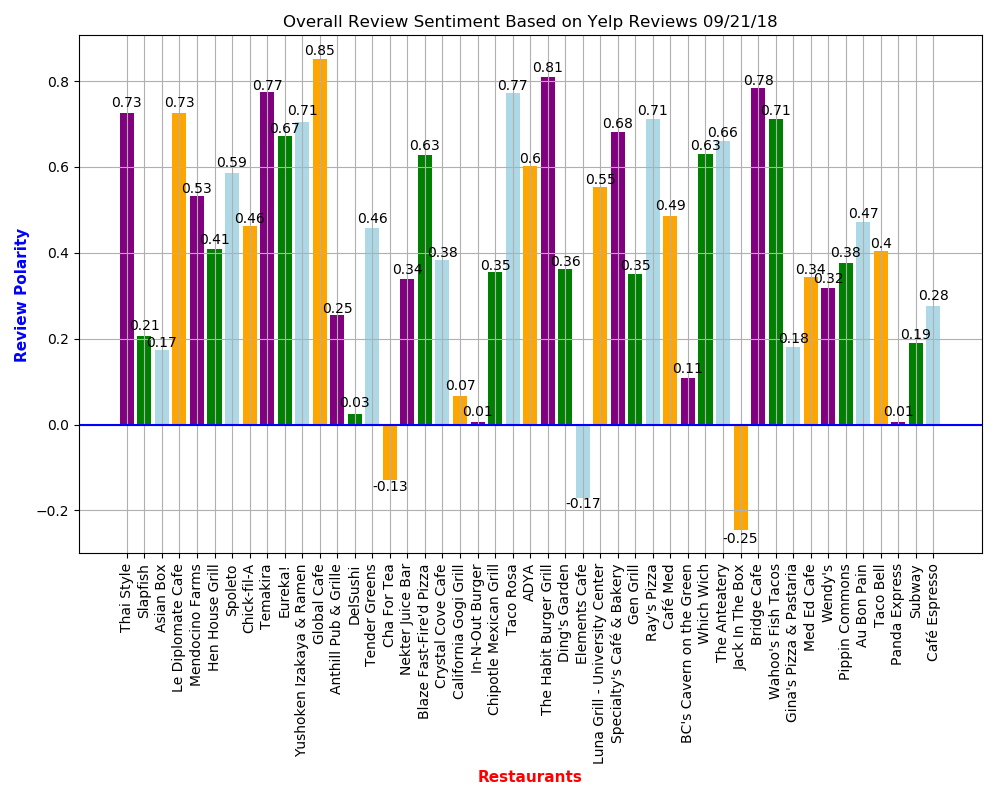 Overall Review Sentiment Based on Yelp Reviews 09/21/18
Review Polarity
0.8
0.6
0.4
0.2
0.0
−0.2
0.73
0.21
0.17
0.73
0.53
0.41
0.59
0.46
0.77
0.67
0.71
0.85
0.25
0.03
0.46
-0.13
0.34
0.63
0.38
0.07
0.01
0.35
0.77
0.6
0.81
0.36
-0.17
0.55
0.68
0.35
0.71
0.49
0.11
0.63
0.66
-0.25
0.78
0.71
0.18
0.34
0.32
0.38
0.47
0.4
0.01
0.19
0.28
Thai Style
Slapfish
Asian Box
Le Diplomate Cafe
Mendocino Farms
Hen House Grill
Spoleto
Chick-fil-A
Temakira
Eureka!
Yushoken Izakaya & Ramen
Global Cafe
Anthill Pub & Grille
DelSushi
Tender Greens
Cha For Tea
Nekter Juice Bar
Blaze Fast-Fire'd Pizza
Crystal Cove Cafe
California Gogi Grill
In-N-Out Burger
Chipotle Mexican Grill
Taco Rosa
ADYA
The Habit Burger Grill
Ding's Garden
Elements Cafe
Luna Grill - University Center
Specialty's Café & Bakery
Gen Grill
Ray's Pizza
Café Med
BC's Cavern on the Green
Which Wich
The Anteatery
Jack In The Box
Bridge Cafe
Wahoo's Fish Tacos
Gina's Pizza & Pastaria
Med Ed Cafe
Wendy's
Pippin Commons
Au Bon Pain
Taco Bell
Panda Express
Subway
Café Espresso
Restaurants